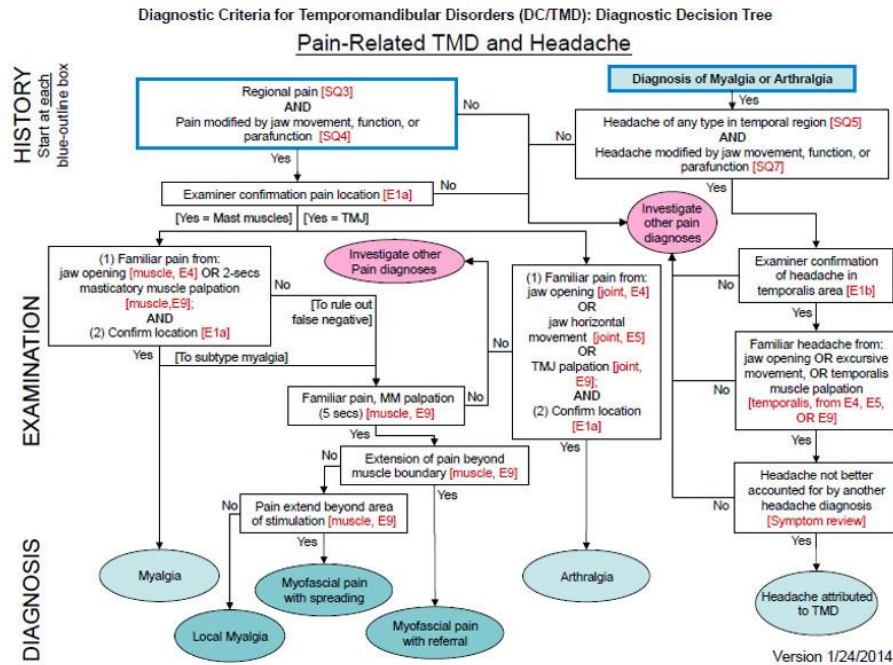 Diagnostic Criteria for Temporomandibular Disorders (DC/TMD): Diagnostic Decision Tree
Pain-Related TMD and Headache
HISTORY
Start at each
blue-outline box
Regional pain [SQ3]
AND
Pain modified by jaw movement, function, or
parafunction [SQ4]
No
Yes
Diagnosis of Myalgia or Arthralgia
Yes
Headache of any type in temporal region [SQ5]
AND
Headache modified by jaw movement, function, or
parafunction [SQ7]
No
Yes
Examiner confirmation pain location [E1a]
No
[Yes = Mast muscles]
[Yes = TMJ]
Investigate
other pain
diagnoses
EXAMINATION
(1) Familiar pain from:
jaw opening [muscle, E4] OR 2-secs
masticatory muscle palpation
[muscle,E9];
AND
(2) Confirm location [E1a]
No
[To rule out
false negative]
Yes
[To subtype myalgia]
Investigate other
Pain diagnoses
(1) Familiar pain from:
jaw opening [joint, E4]
OR
jaw horizontal
movement [joint, E5]
OR
TMJ palpation [joint,
E9];
AND
(2) Confirm location
[E1a]
No
Yes
Examiner confirmation
of headache in
temporalis area [E1b]
No
Yes
Familiar headache from:
jaw opening OR excursive
movement, OR temporalis
muscle palpation
[temporalis, from E4, E5,
OR E9]
No
Yes
Familiar pain, MM palpation
(5 secs) [muscle, E9]
No
Yes
Extension of pain beyond
muscle boundary [muscle, E9]
No
Yes
Pain extend beyond area
of stimulation [muscle, E9]
No
Yes
Headache not better
accounted for by another
headache diagnosis
[Symptom review]
No
Yes
DIAGNOSIS
Myalgia
Local Myalgia
Myofascial pain
with spreading
Myofascial pain
with referral
Arthralgia
Headache attributed
to TMD
Version 1/24/2014